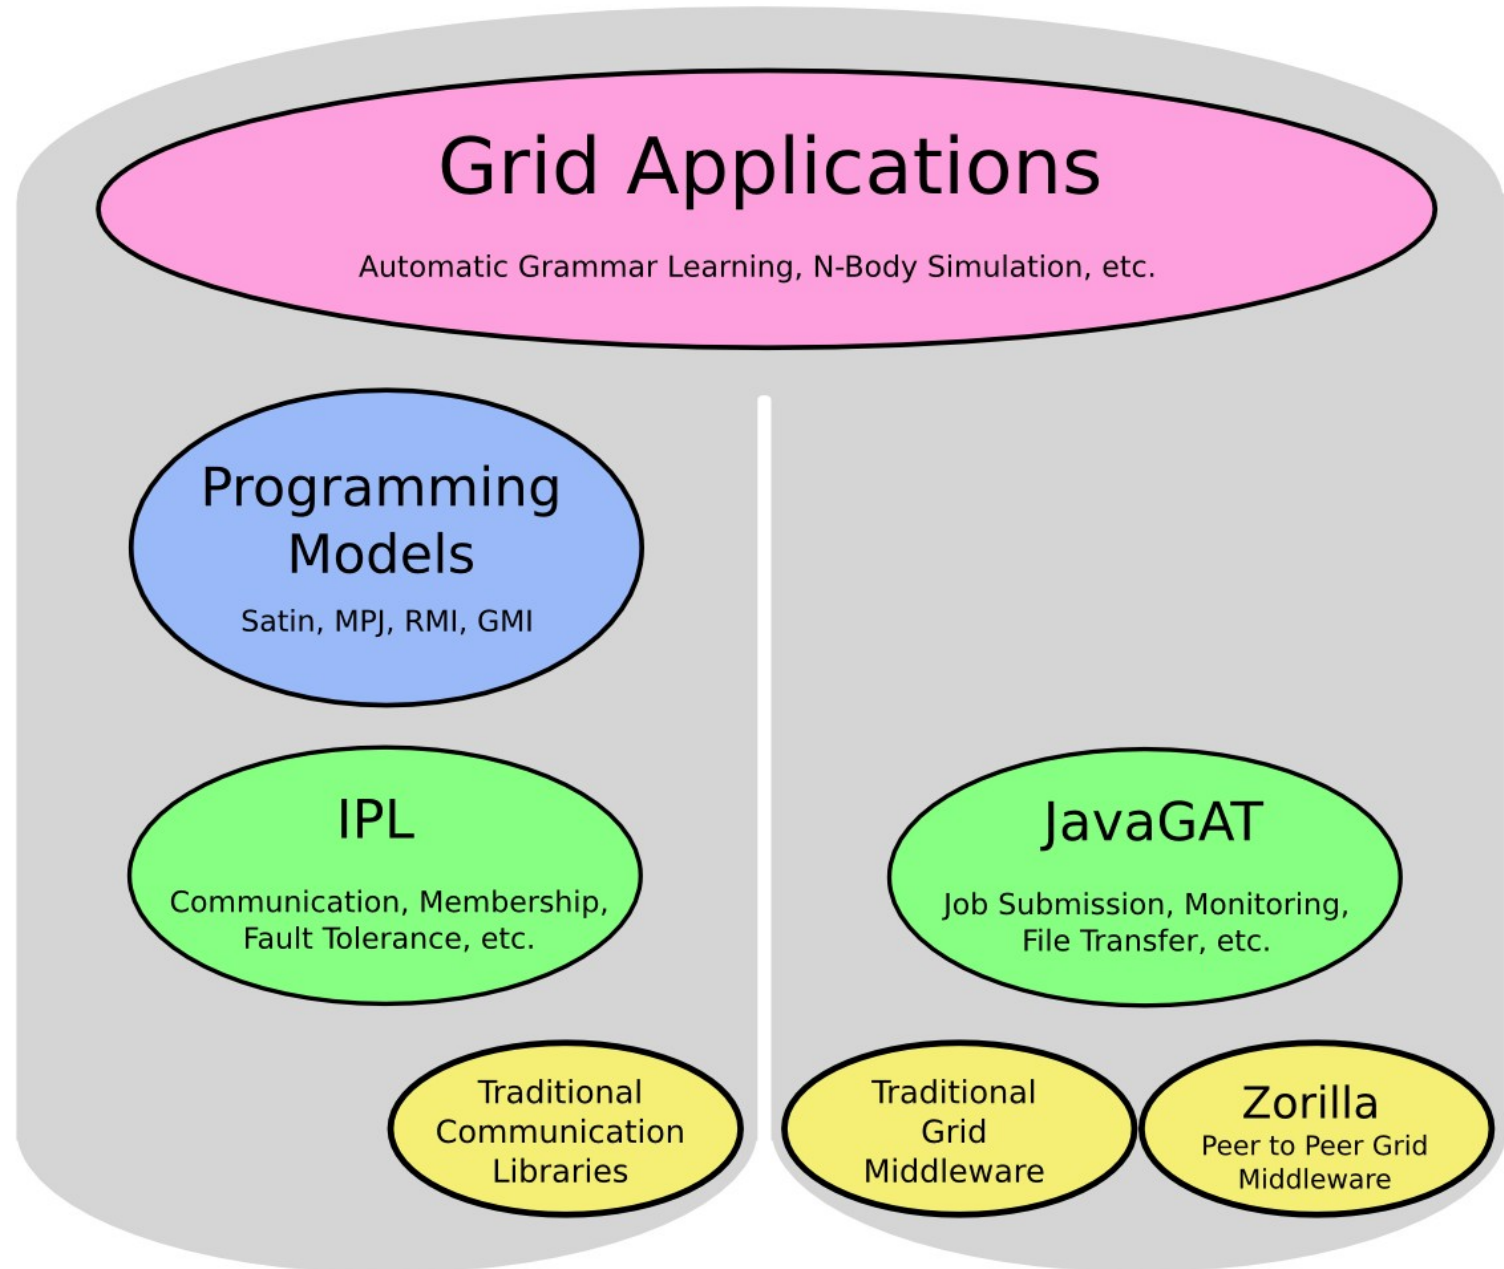 Grid Applications
Automatic Grammar Learning, N-Body Simulation, etc.
Programming
Models
Satin, MPJ, RMI, GMI
IPL
Communication, Membership,
Fault Tolerance, etc.
JavaGAT
Job Submission, Monitoring,
File Transfer, etc.
Traditional
Communication
Libraries
Traditional
Grid
Middleware
Zorilla
Peer to Peer Grid
Middleware